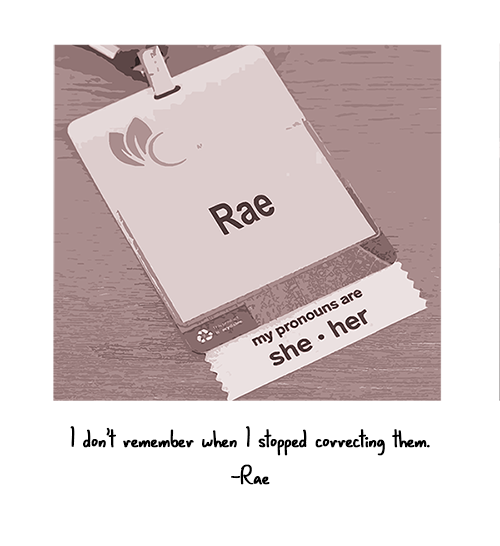 Rae
my pronouns are
she • her
I don't remember when I stopped correcting them.
-Rae